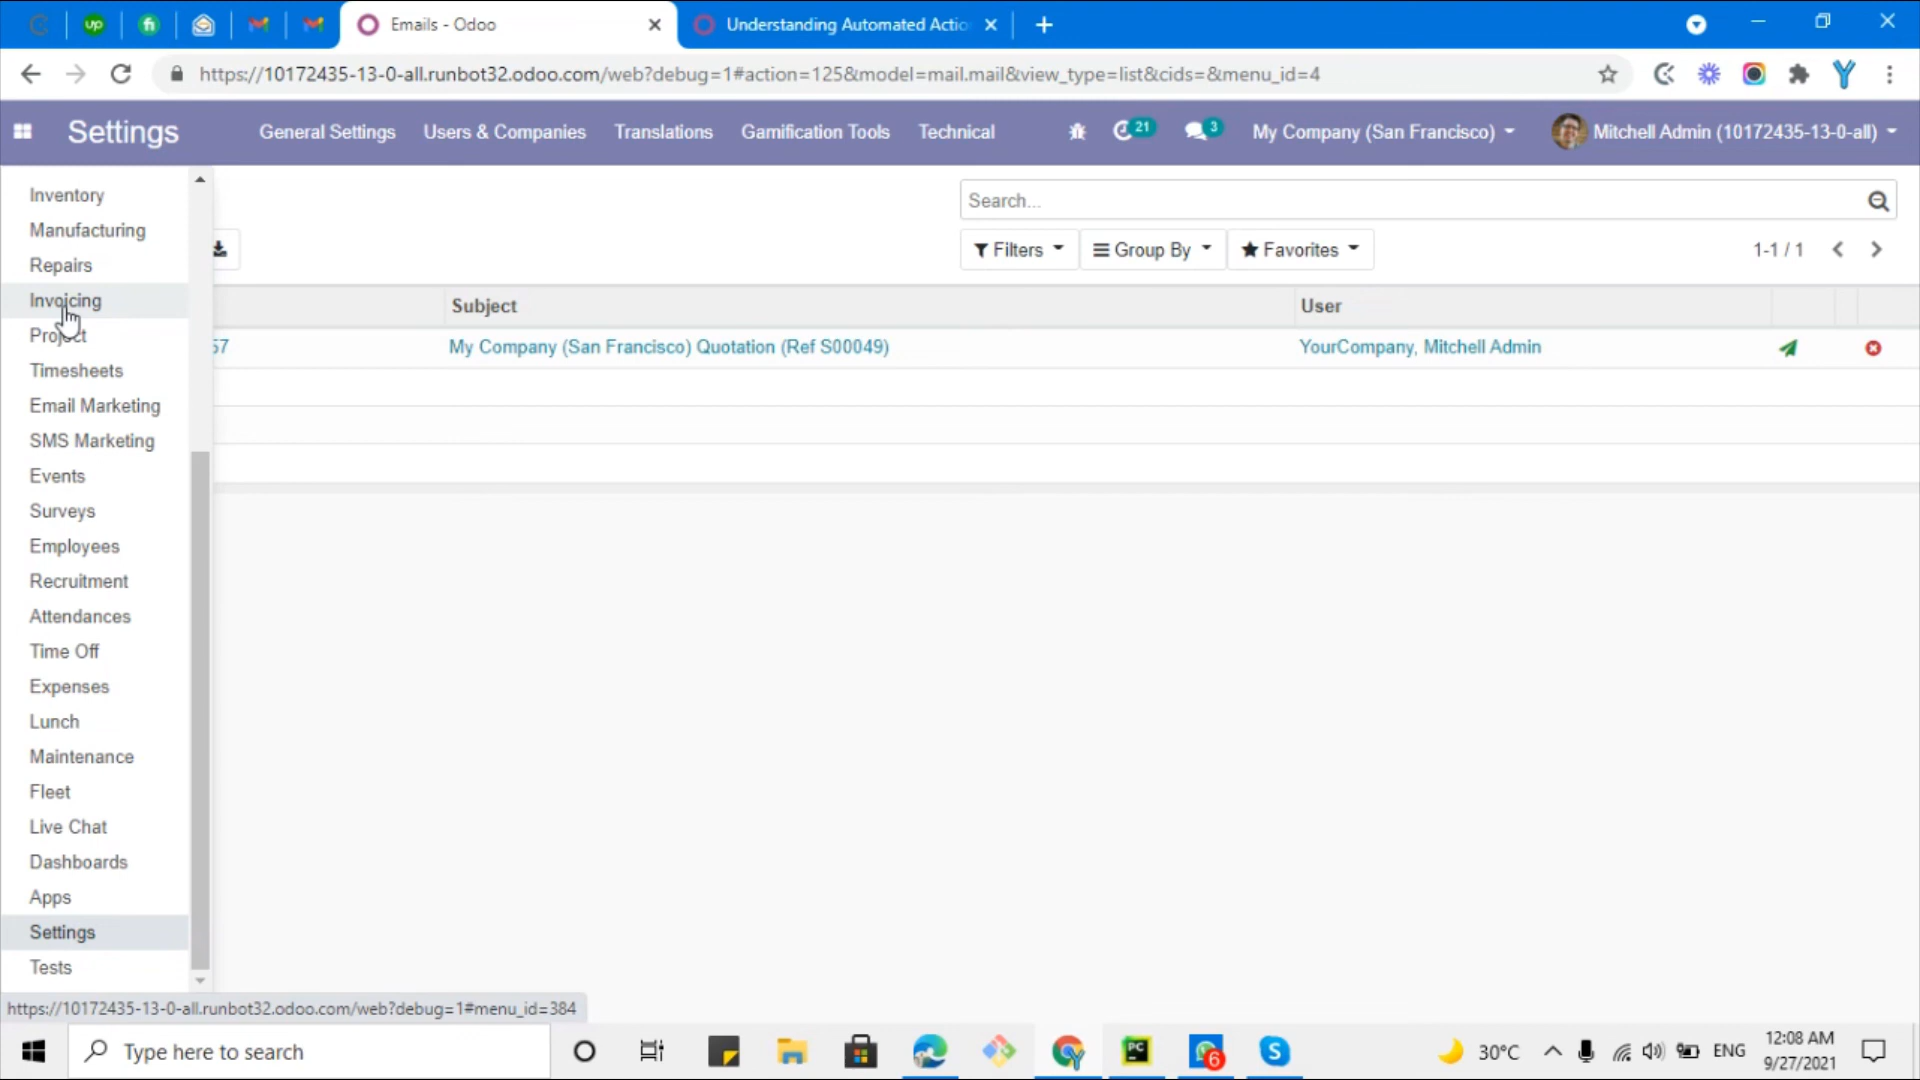 up
fi
Emails - Odoo
Understanding Automated Actio
https://10172435-13-0-all.runbot32.odoo.com/web?debug=1#action=125&model=mail.mail&view_type=list&cids=&menu_id=4
Settings General Settings Users & Companies Translations Gamification Tools Technical 21 3 My Company (San Francisco) Mitchell Admin (10172435-13-0-all)
Search...
Filters Group By Favorites 1-1 / 1
Subject User
57 My Company (San Francisco) Quotation (Ref S00049) YourCompany, Mitchell Admin
Inventory
Manufacturing
Repairs
Invoicing
Project
Timesheets
Email Marketing
SMS Marketing
Events
Surveys
Employees
Recruitment
Attendances
Time Off
Expenses
Lunch
Maintenance
Fleet
Live Chat
Dashboards
Apps
Settings
Tests
https://10172435-13-0-all.runbot32.odoo.com/web?debug=1#menu_id=384
Type here to search
PC
6
S
30°C
ENG
12:08 AM
9/27/2021